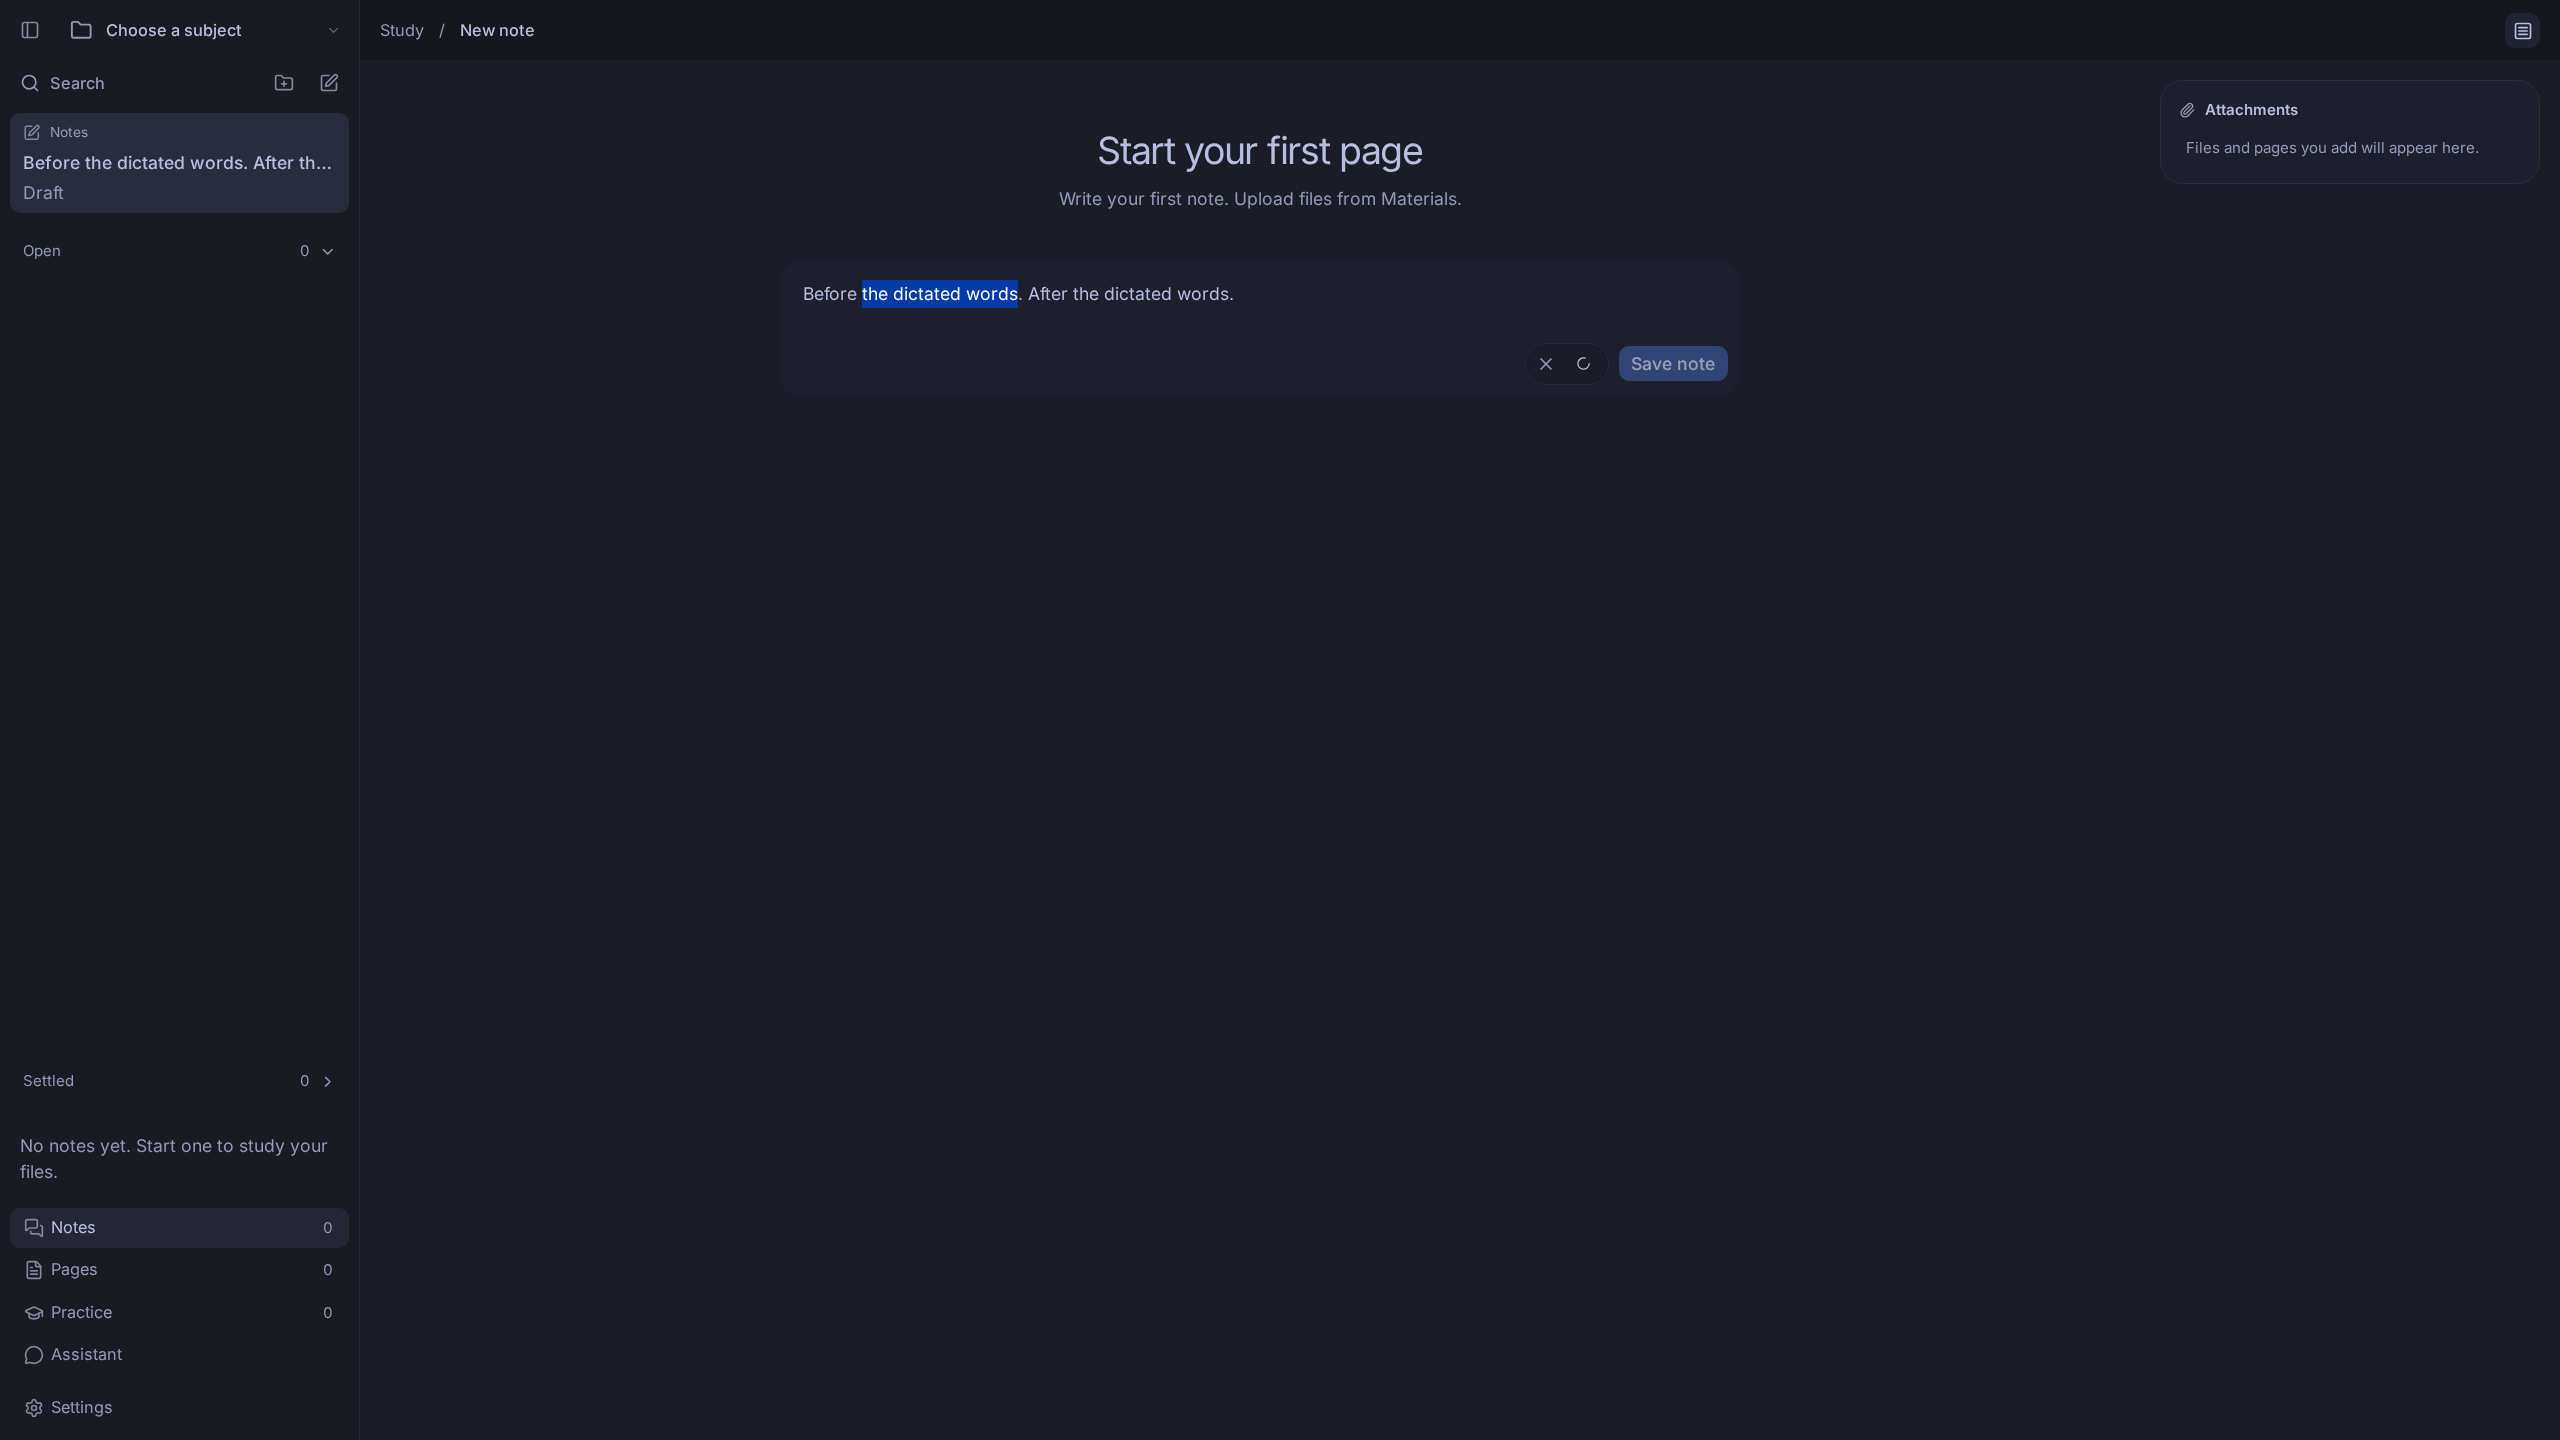 Choose a subject
Study / New note
Search
Notes
Before the dictated words. After th...
Draft
Open 0
Start your first page
Write your first note. Upload files from Materials.
Before the dictated words. After the dictated words.
Save note
Attachments
Files and pages you add will appear here.
Settled 0
No notes yet. Start one to study your
files.
Notes 0
Pages 0
Practice 0
Assistant
Settings